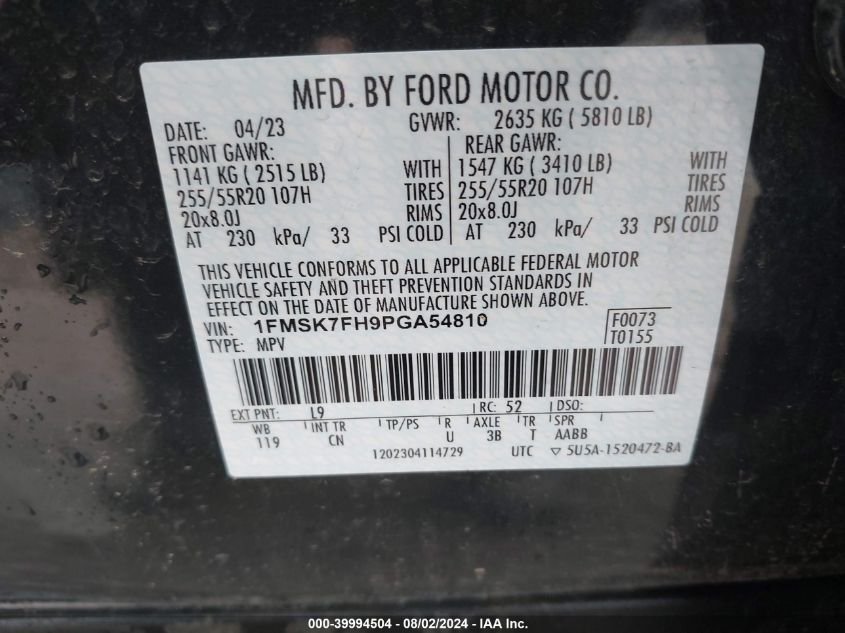 MFD. BY FORD MOTOR CO.
DATE: 04/23 GVWR: 2635 KG ( 5810 LB)
FRONT GAWR: REAR GAWR:
1141 KG ( 2515 LB) WITH 1547 KG ( 3410 LB) WITH
255/55R20 107H TIRES 255/55R20 107H TIRES
20x8.0J RIMS 20x8.0J RIMS
AT 230 kPa/ 33 PSI COLD AT 230 kPa/ 33 PSI COLD
THIS VEHICLE CONFORMS TO ALL APPLICABLE FEDERAL MOTOR
VEHICLE SAFETY AND THEFT PREVENTION STANDARDS IN
EFFECT ON THE DATE OF MANUFACTURE SHOWN ABOVE.
VIN: 1FMSK7FH9PGA54810 F0073
TYPE: MPV T0155
EXT PNT: L9 RC: 52 DSO:
WB INT TR TP/PS R AXLE TR SPR
119 CN U 3B T AABB
1202304114729 UTC ▽ 5U5A-1520472-BA
000-39994504 - 08/02/2024 - IAA Inc.